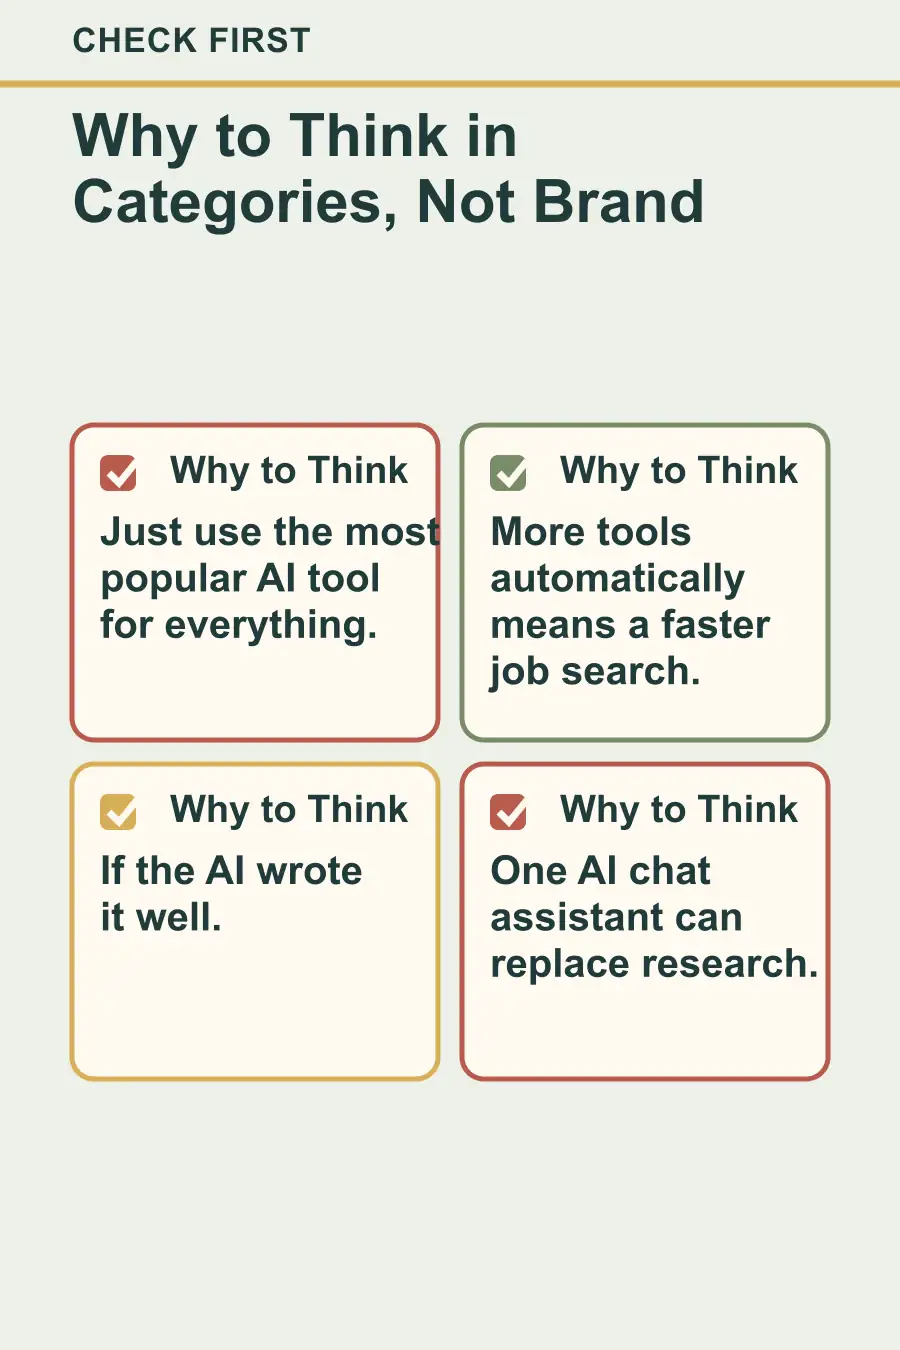 CHECK FIRST
Why to Think in
Categories, Not Brand
Why to Think
Just use the most
popular AI tool
for everything.
Why to Think
More tools
automatically
means a faster
job search.
Why to Think
If the AI wrote
it well.
Why to Think
One AI chat
assistant can
replace research.